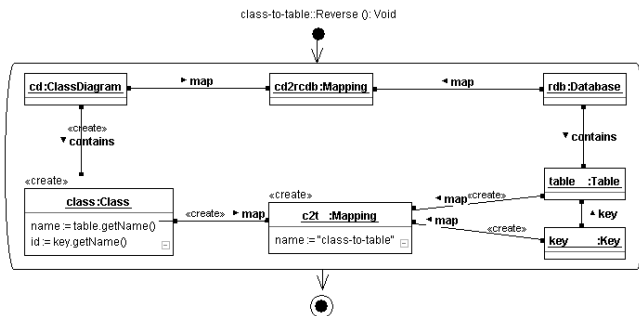 class-to-table::Reverse (): Void
cd:ClassDiagram
▶ map
cd2rcdb:Mapping
◀ map
rdb:Database
«create»
▼ contains
▼ contains
«create»
class:Class
name := table.getName()
id := key.getName()
«create»
▶ map
«create»
c2t :Mapping
name := "class-to-table"
◀ map
«create»
◀ map
«create»
table :Table
▲ key
key :Key